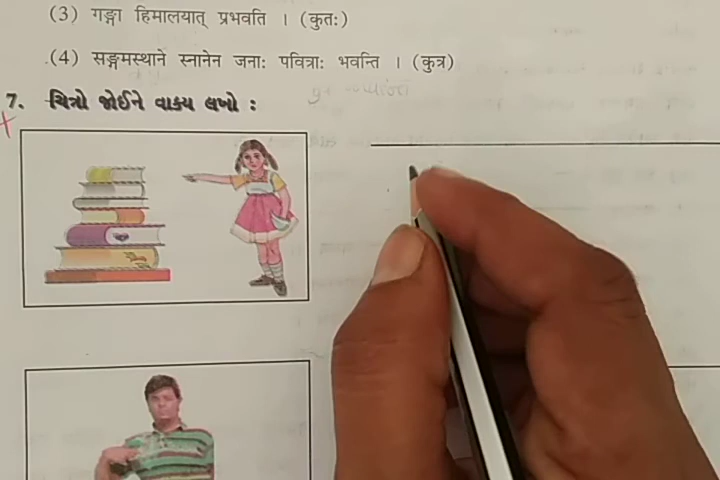 (3) गङ्गा हिमालयात् प्रभवति । (कुतः)
(4) सङ्गमस्थाने स्नानेन जनाः पवित्राः भवन्ति । (कुत्र)
7. ચિત્રો જોઈને વાક્ય લખો :